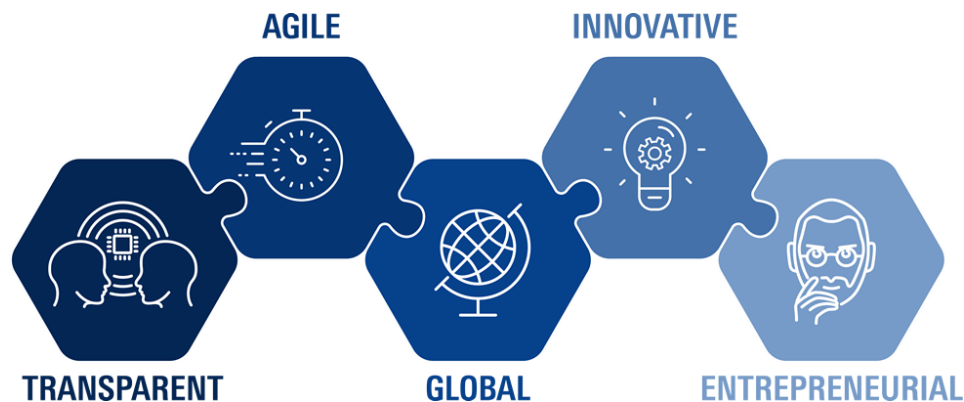 AGILE
INNOVATIVE
TRANSPARENT
GLOBAL
ENTREPRENEURIAL